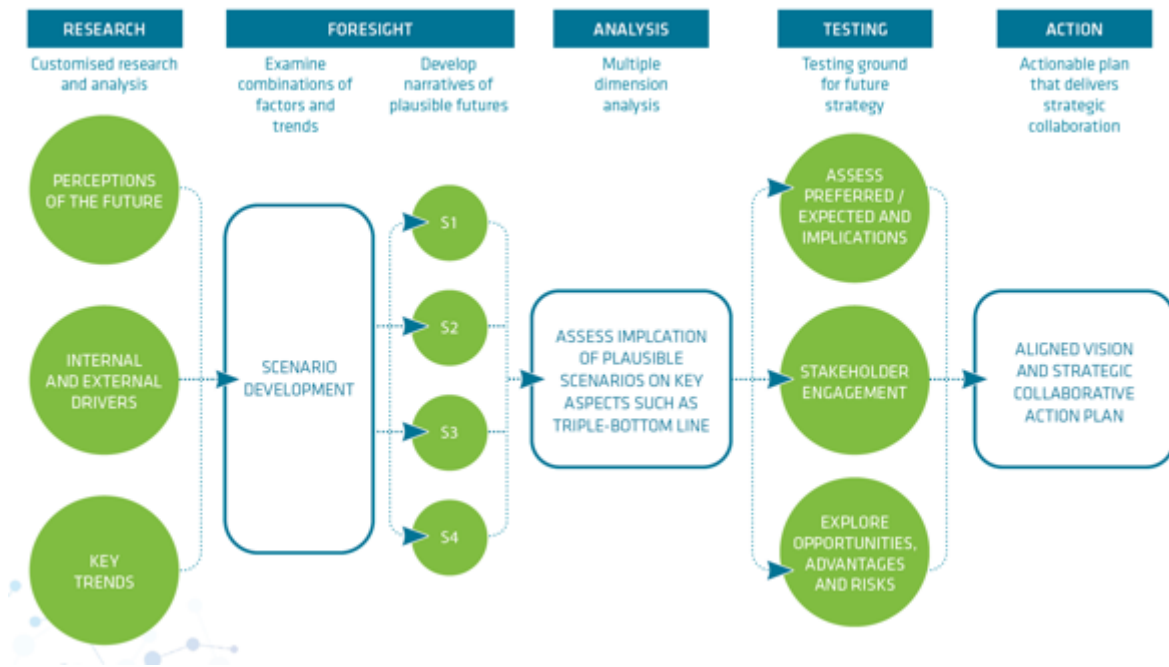 RESEARCH
FORESIGHT
ANALYSIS
TESTING
ACTION
Customised research
and analysis
Examine
combinations of
factors and
trends
Develop
narratives of
plausible futures
Multiple
dimension
analysis
Testing ground
for future
strategy
Actionable plan
that delivers
strategic
collaboration
PERCEPTIONS
OF THE FUTURE
INTERNAL
AND EXTERNAL
DRIVERS
KEY
TRENDS
SCENARIO
DEVELOPMENT
S1
S2
S3
S4
ASSESS IMPLCATION
OF PLAUSIBLE
SCENARIOS ON KEY
ASPECTS SUCH AS
TRIPLE-BOTTOM LINE
ASSESS
PREFERRED /
EXPECTED AND
IMPLICATIONS
STAKEHOLDER
ENGAGEMENT
EXPLORE
OPPORTUNITIES,
ADVANTAGES
AND RISKS
ALIGNED VISION
AND STRATEGIC
COLLABORATIVE
ACTION PLAN